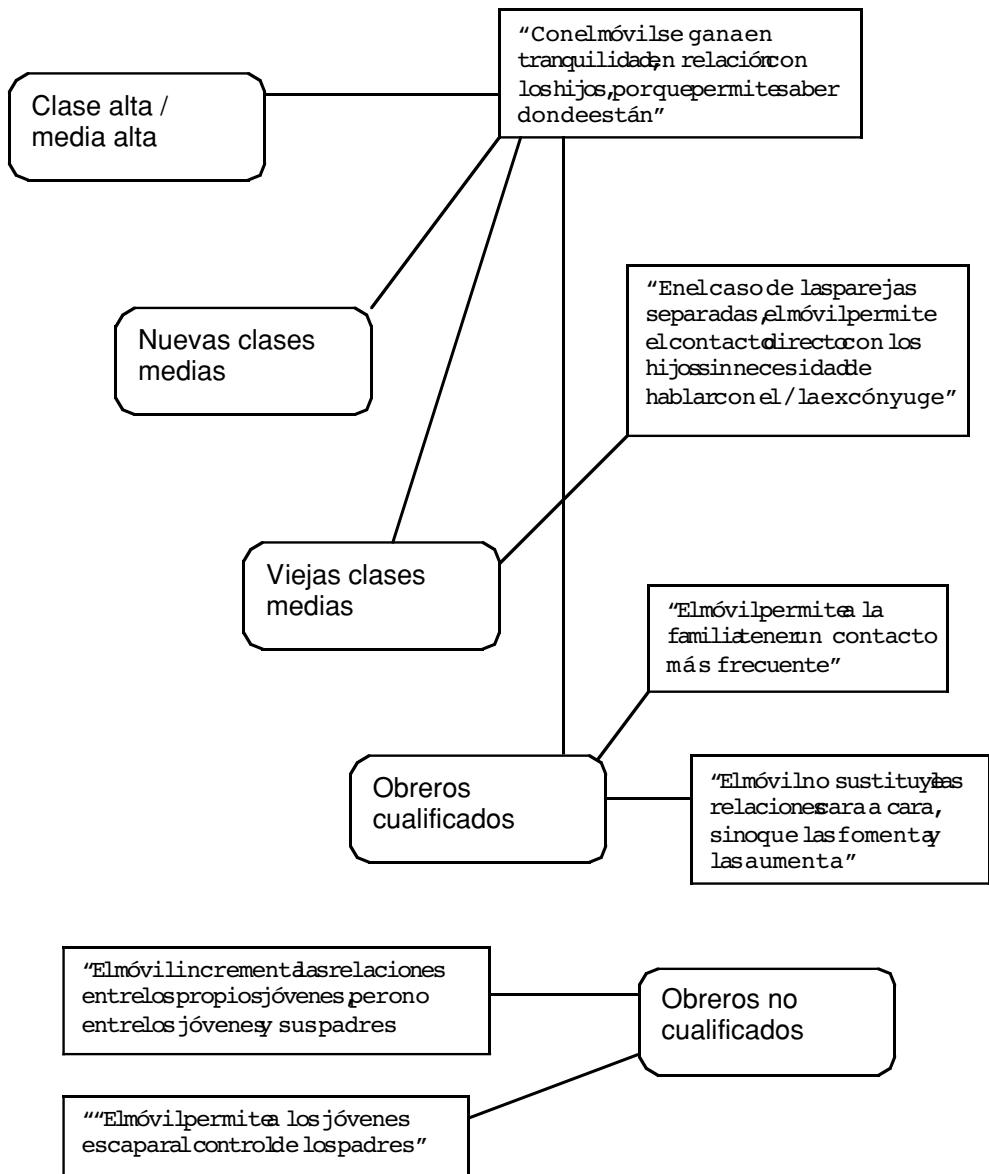 “Con el móvil se gana en
tranquilidad, en relación con
los hijos, porque permite saber
donde están”
Clase alta /
media alta
“En el caso de las parejas
separadas, el móvil permite
el contacto directo con los
hijos sin necesidad de
hablar con el / la excónyuge”
Nuevas clases
medias
Viejas clases
medias
“El móvil permite a la
familia tener un contacto
más frecuente”
Obreros
cualificados
“El móvil no sustituye las
relaciones cara a cara,
sino que las fomenta y
las aumenta”
“El móvil incrementa las relaciones
entre los propios jóvenes, pero no
entre los jóvenes y sus padres
Obreros no
cualificados
““El móvil permite a los jóvenes
escapar al control de los padres”